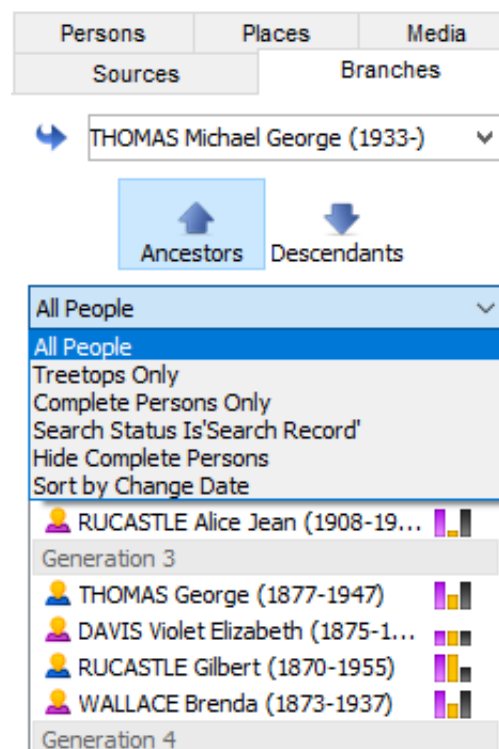 Persons Places Media
Sources Branches
THOMAS Michael George (1933-)
Ancestors Descendants
All People
All People
Treetops Only
Complete Persons Only
Search Status Is'Search Record'
Hide Complete Persons
Sort by Change Date
RUCASTLE Alice Jean (1908-19...
Generation 3
THOMAS George (1877-1947)
DAVIS Violet Elizabeth (1875-1...
RUCASTLE Gilbert (1870-1955)
WALLACE Brenda (1873-1937)
Generation 4